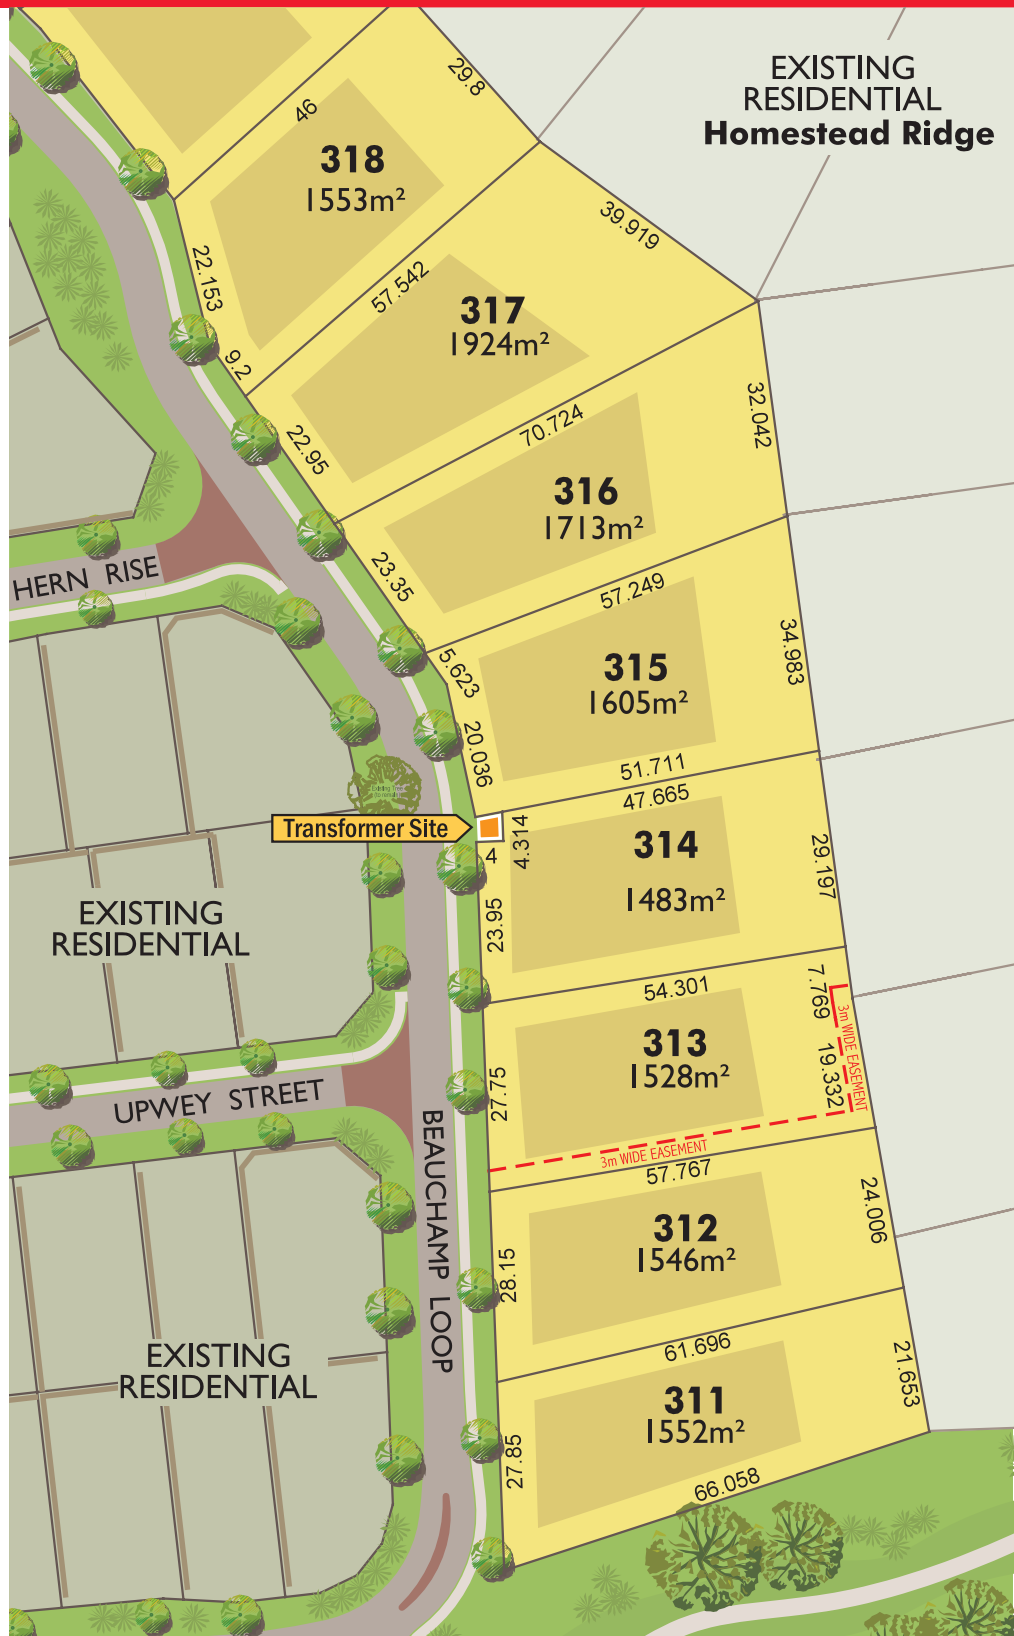 EXISTING
RESIDENTIAL
Homestead Ridge
29.8
46
318
1553m²
39.919
22.153
57.542
317
1924m²
9.2
32.042
70.724
22.95
316
1713m²
HERN RISE
23.35
57.249
34.983
5.623
315
1605m²
20.036
51.711
47.665
Transformer Site
4.314
4
314
1483m²
29.197
EXISTING
RESIDENTIAL
23.95
54.301
7.769
3m WIDE EASEMENT
313
1528m²
19.332
27.75
UPWEY STREET
BEAUCHAMP LOOP
3m WIDE EASEMENT
57.767
24.006
312
1546m²
28.15
61.696
21.653
EXISTING
RESIDENTIAL
311
1552m²
27.85
66.058